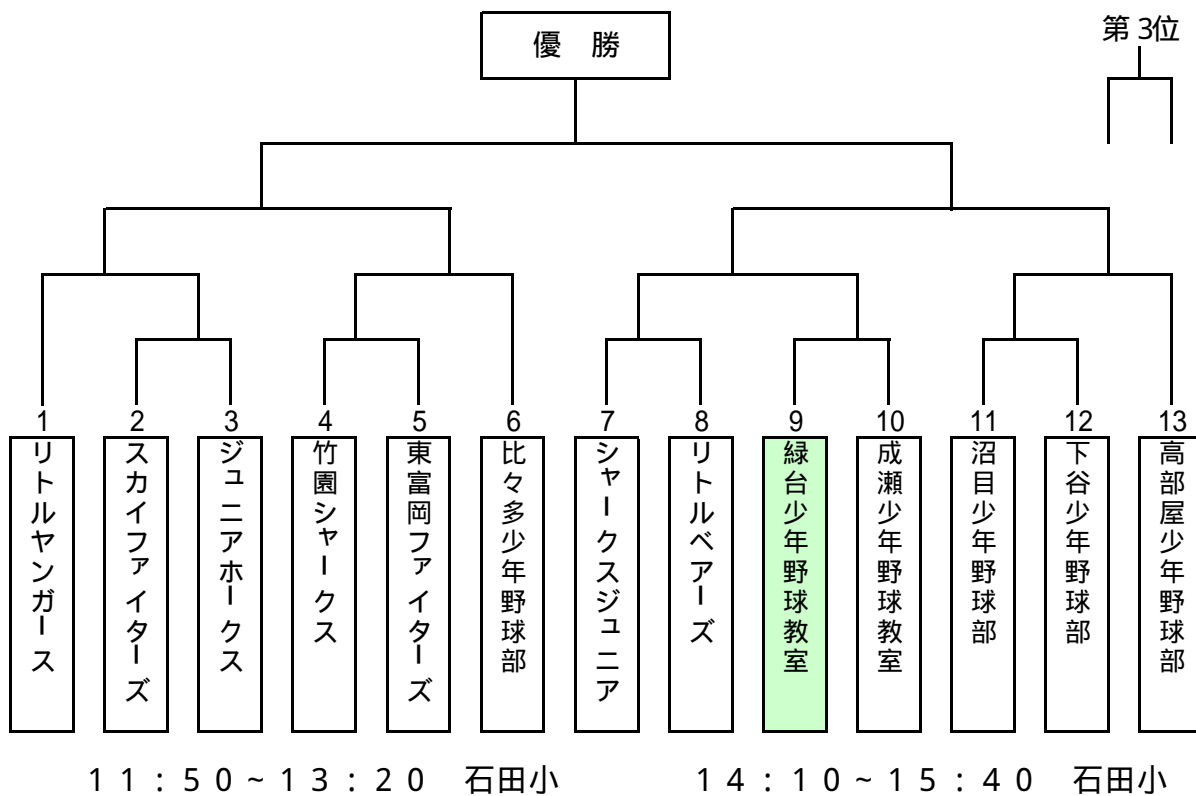 優　勝
第3位
1
2
3
4
5
6
7
8
9
10
11
12
13
リトルヤンガース
スカイファイターズ
ジュニアホークス
竹園シャークス
東富岡ファイターズ
比々多少年野球部
シャークスジュニア
リトルベアーズ
緑台少年野球教室
成瀬少年野球教室
沼目少年野球部
下谷少年野球部
高部屋少年野球部
11:50~13:20　石田小
14:10~15:40　石田小